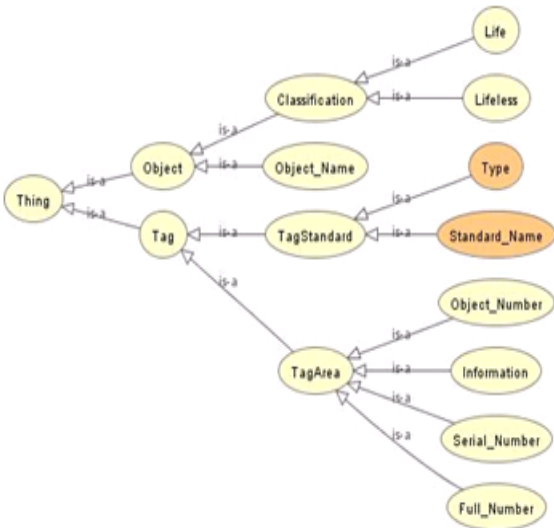 Life
is-a
Classification
is-a
Lifeless
is-a
Object
is-a
Object_Name
is-a
Type
Thing
is-a
is-a
Tag
is-a
TagStandard
is-a
Standard_Name
is-a
Object_Number
is-a
TagArea
is-a
Information
is-a
Serial_Number
is-a
Full_Number